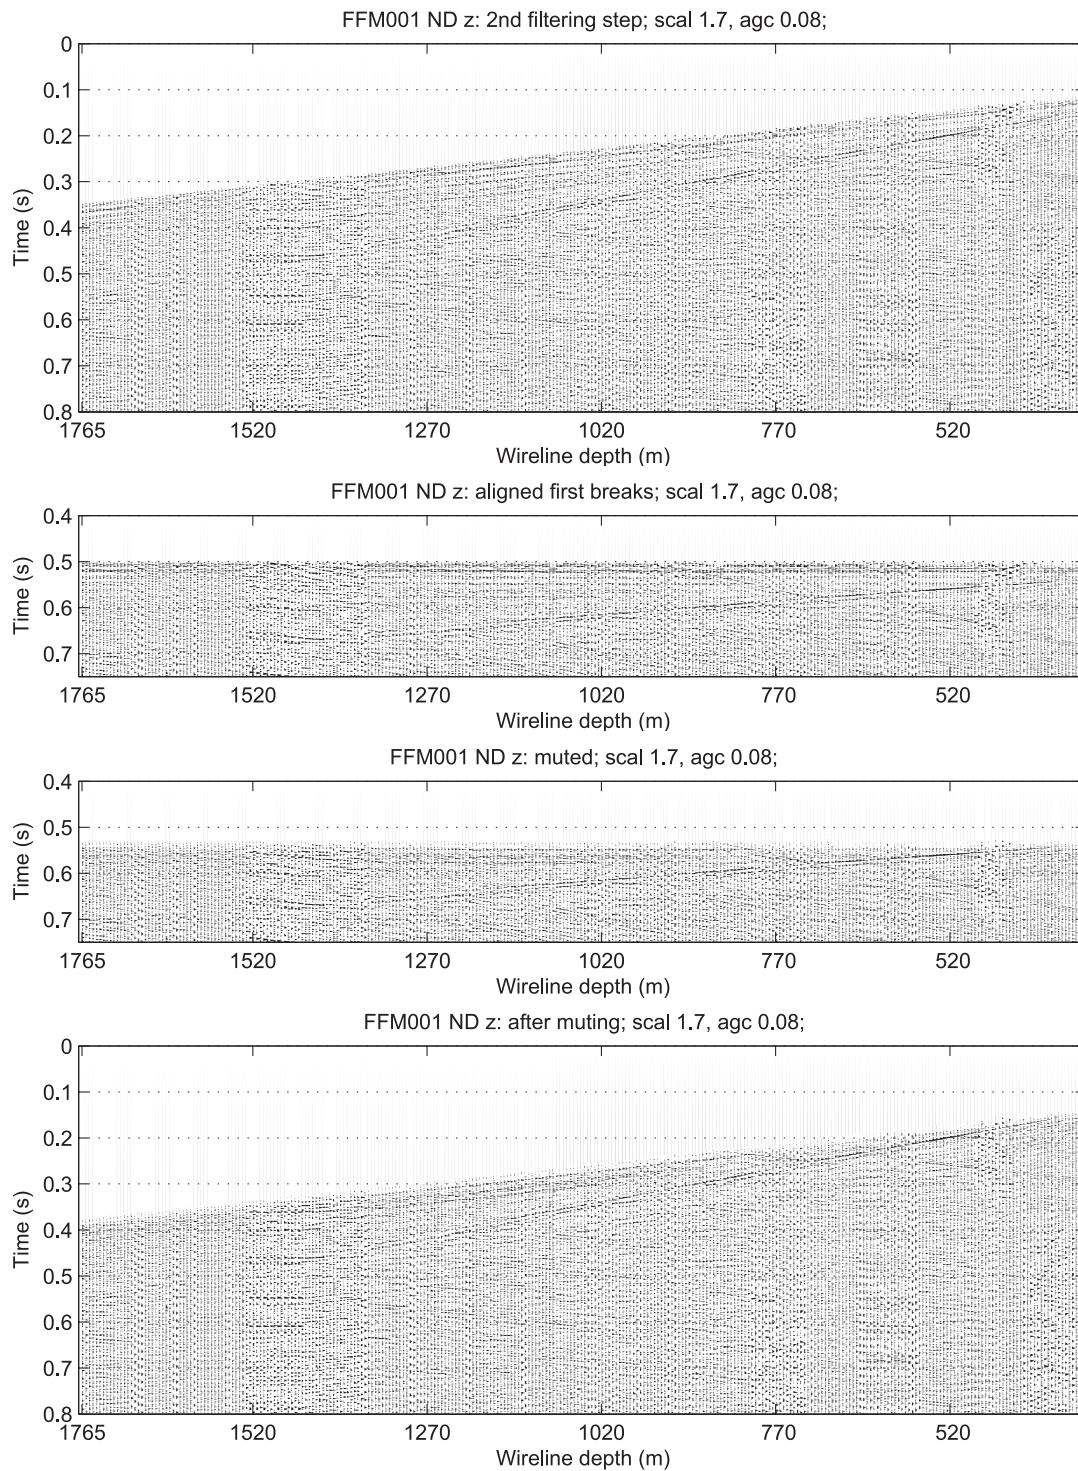 FFM001 ND z: 2nd filtering step; scal 1.7, agc 0.08;
0
0.1
0.2
0.3
0.4
0.5
0.6
0.7
0.8
Time (s)
1765 1520 1270 1020 770 520
Wireline depth (m)
FFM001 ND z: aligned first breaks; scal 1.7, agc 0.08;
0.4
0.5
0.6
0.7
Time (s)
1765 1520 1270 1020 770 520
Wireline depth (m)
FFM001 ND z: muted; scal 1.7, agc 0.08;
0.4
0.5
0.6
0.7
Time (s)
1765 1520 1270 1020 770 520
Wireline depth (m)
FFM001 ND z: after muting; scal 1.7, agc 0.08;
0
0.1
0.2
0.3
0.4
0.5
0.6
0.7
0.8
Time (s)
1765 1520 1270 1020 770 520
Wireline depth (m)